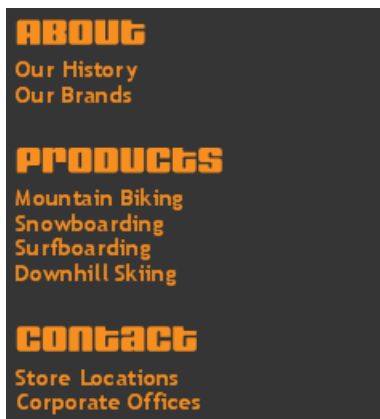 ABOUT
Our History
Our Brands
PRODUCTS
Mountain Biking
Snowboarding
Surfboarding
Downhill Skiing
CONTACT
Store Locations
Corporate Offices